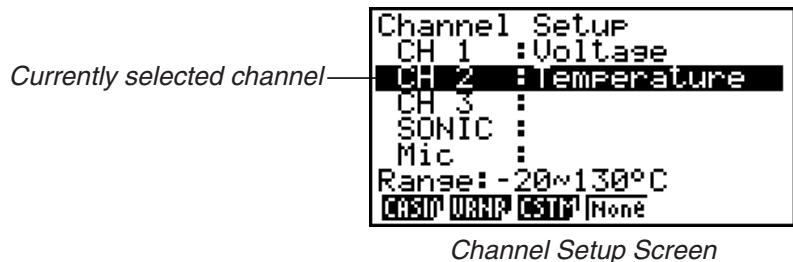 Channel Setup
CH 1 :Voltage
Currently selected channel
CH 2 :Temperature
CH 3 :
SONIC :
Mic :
Range:-20~130°C
CASIO VRNR CSTM None
Channel Setup Screen